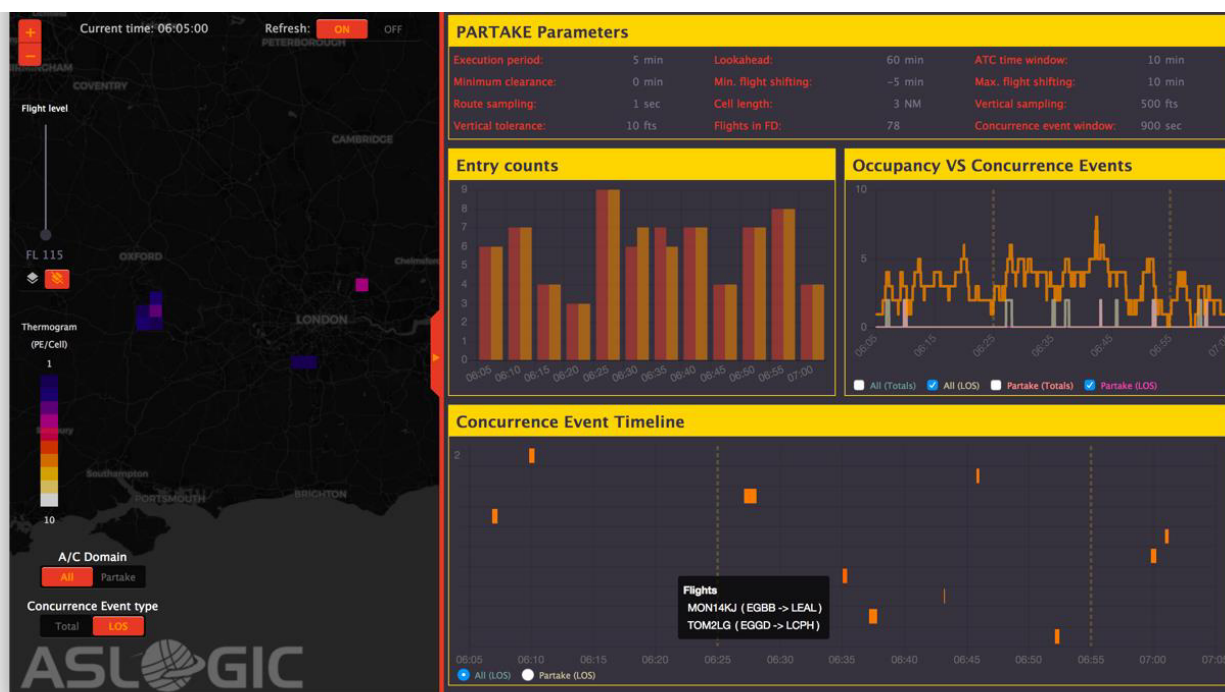 Current time: 06:05:00
Refresh: ON OFF
+
−
PETERBOROUGH
COVENTRY
Flight level
CAMBRIDGE
FL 115
OXFORD
LONDON
Thermogram
(PE/Cell)
1
Southampton
PORTSMOUTH
BRIGHTON
10
A/C Domain
All Partake
Concurrence Event type
Total LOS
ASLOGIC
PARTAKE Parameters
Execution period: 5 min Lookahead: 60 min ATC time window: 10 min
Minimum clearance: 0 min Min. flight shifting: -5 min Max. flight shifting: 10 min
Route sampling: 1 sec Cell length: 3 NM Vertical sampling: 500 fts
Vertical tolerance: 10 fts Flights in FD: 78 Concurrence event window: 900 sec
Entry counts
9
8
7
6
5
4
3
2
1
0
06:05 06:10 06:15 06:20 06:25 06:30 06:35 06:40 06:45 06:50 06:55 07:00
Occupancy VS Concurrence Events
10
5
0
06:05 06:15 06:25 06:35 06:45 06:55
All (Totals) All (LOS) Partake (Totals) Partake (LOS)
Concurrence Event Timeline
2
Flights
MON14KJ ( EGBB -> LEAL )
TOM2LG ( EGGD -> LCPH )
06:05 06:10 06:15 06:20 06:25 06:30 06:35 06:40 06:45 06:50 06:55 07:00
All (LOS) Partake (LOS)